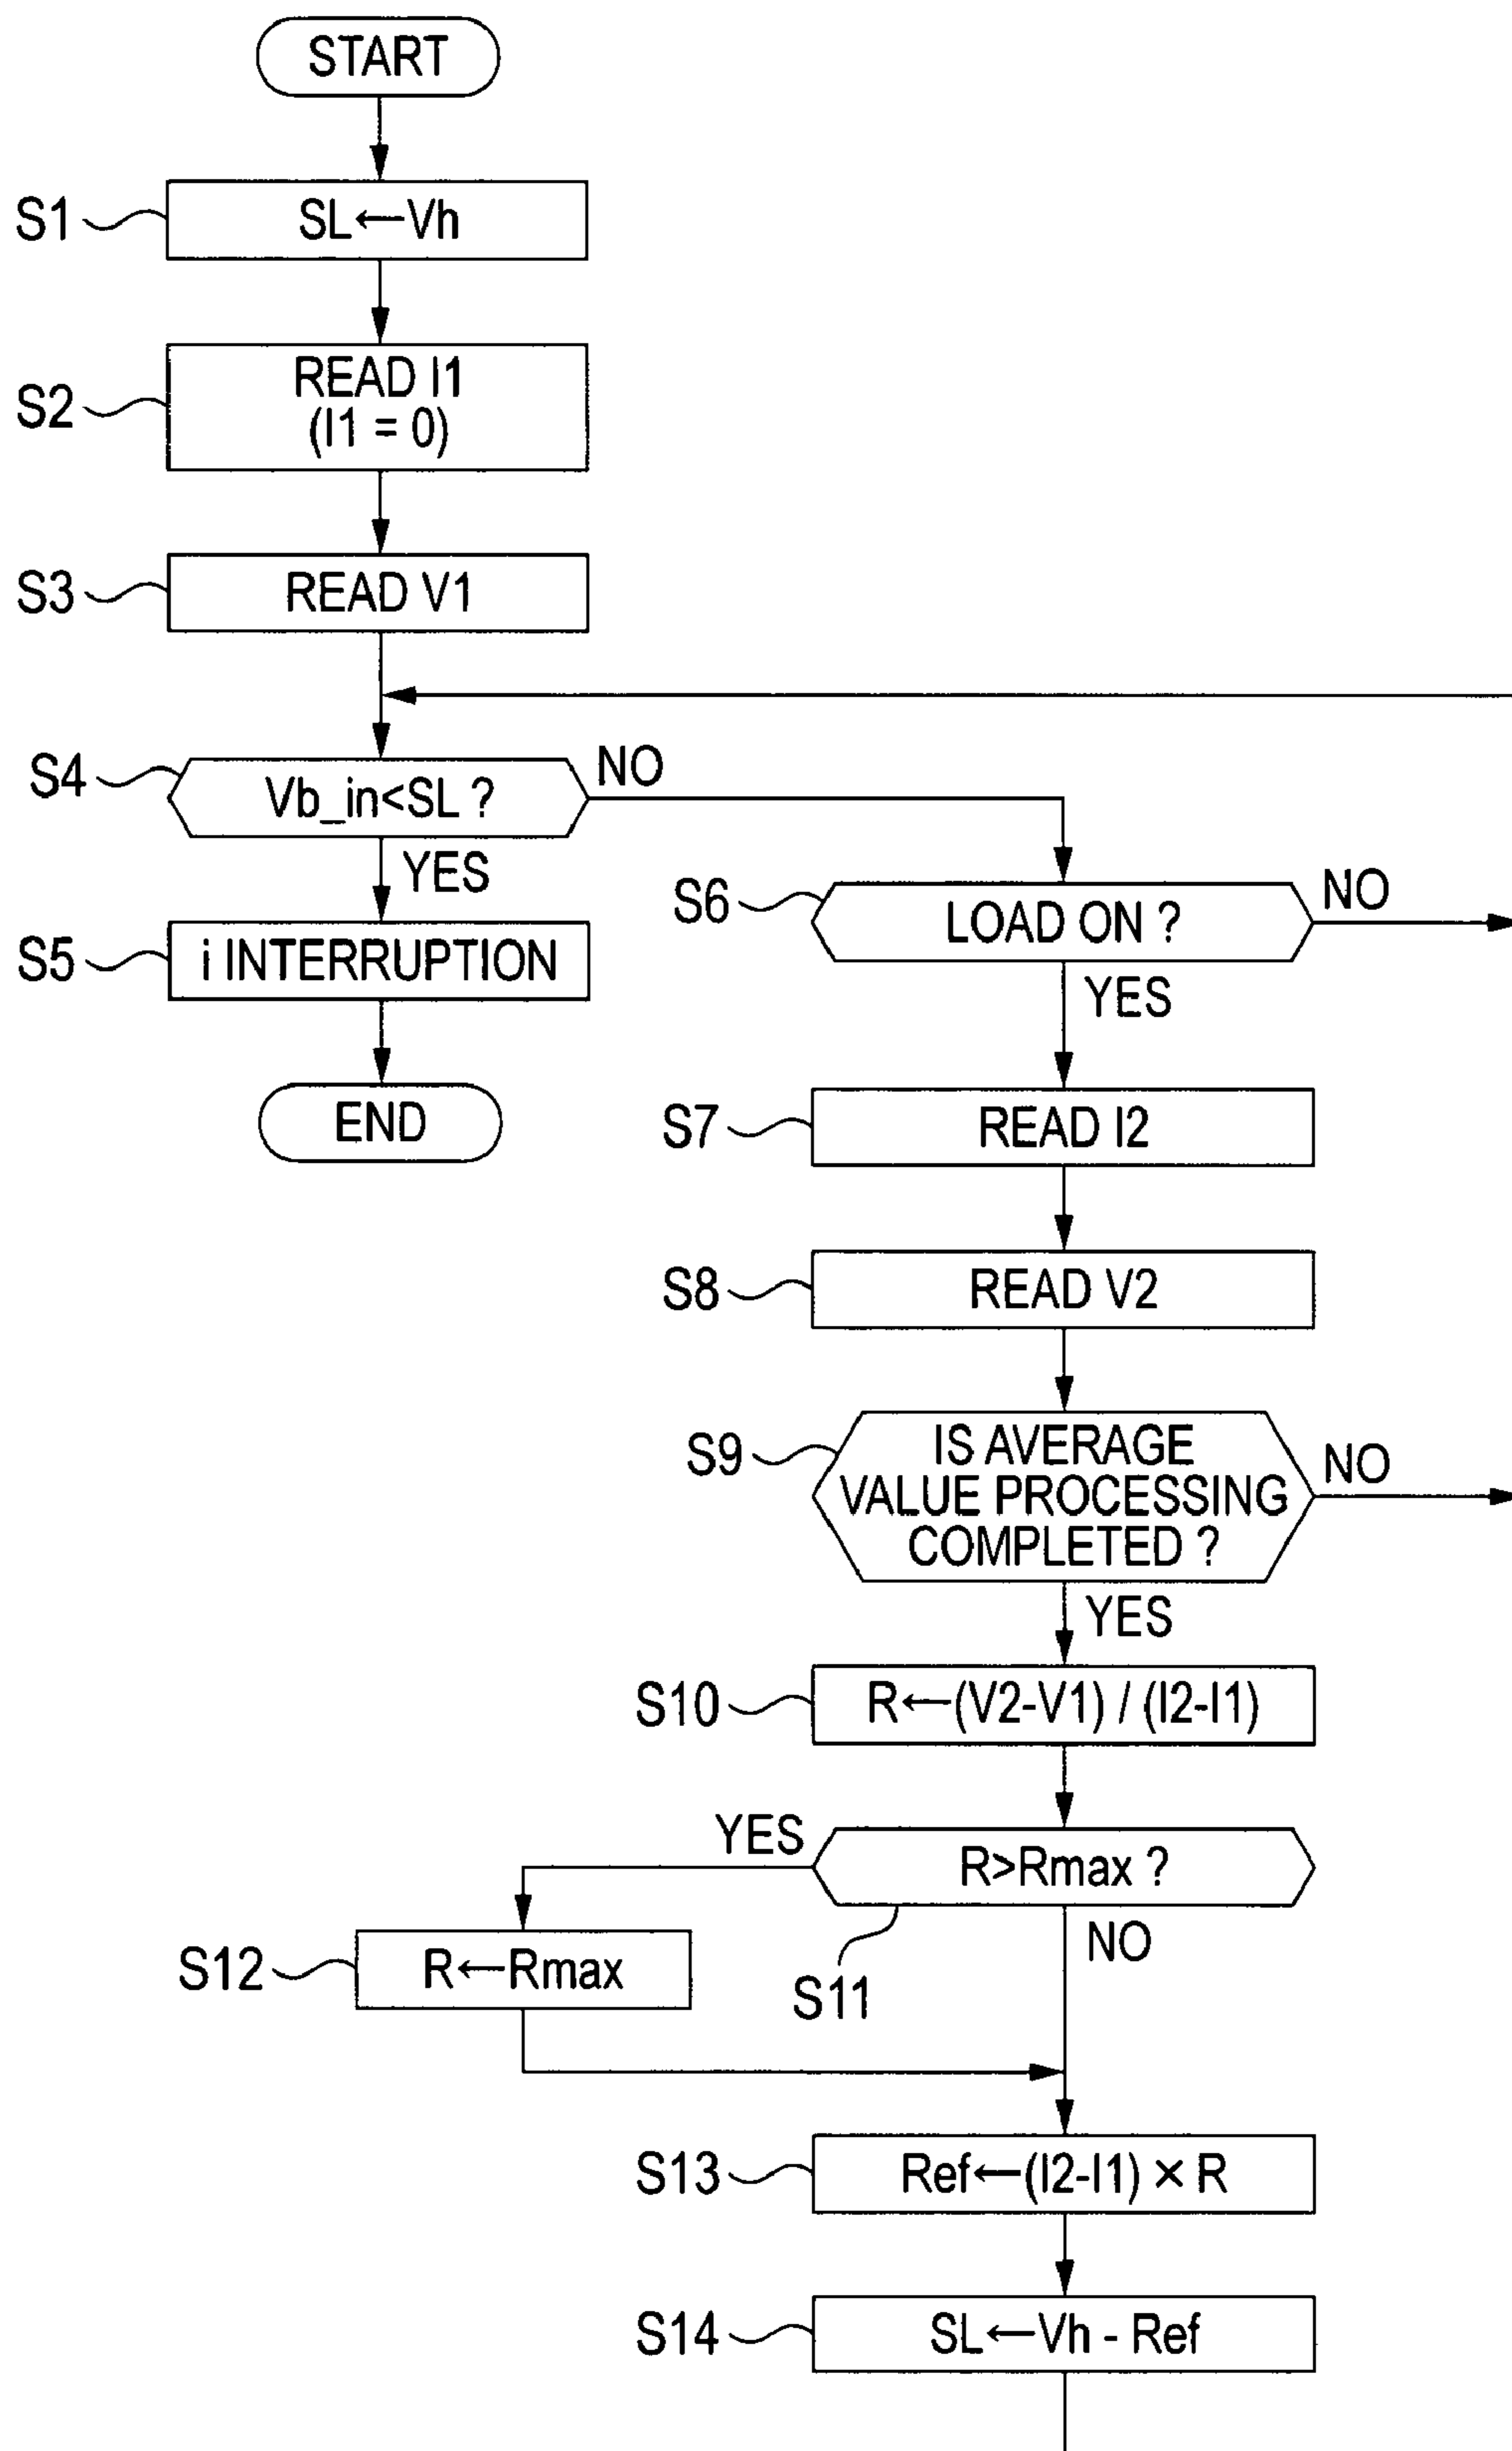 START
S1
SL←Vh
S2
READ I1
(I1 = 0)
S3
READ V1
S4
Vb_in<SL ?
NO
YES
S5
i INTERRUPTION
END
S6
LOAD ON ?
NO
YES
S7
READ I2
S8
READ V2
S9
IS AVERAGE
VALUE PROCESSING
COMPLETED ?
NO
YES
S10
R←(V2-V1) / (I2-I1)
YES
R>Rmax ?
S11
NO
S12
R←Rmax
S13
Ref←(I2-I1) × R
S14
SL←Vh - Ref